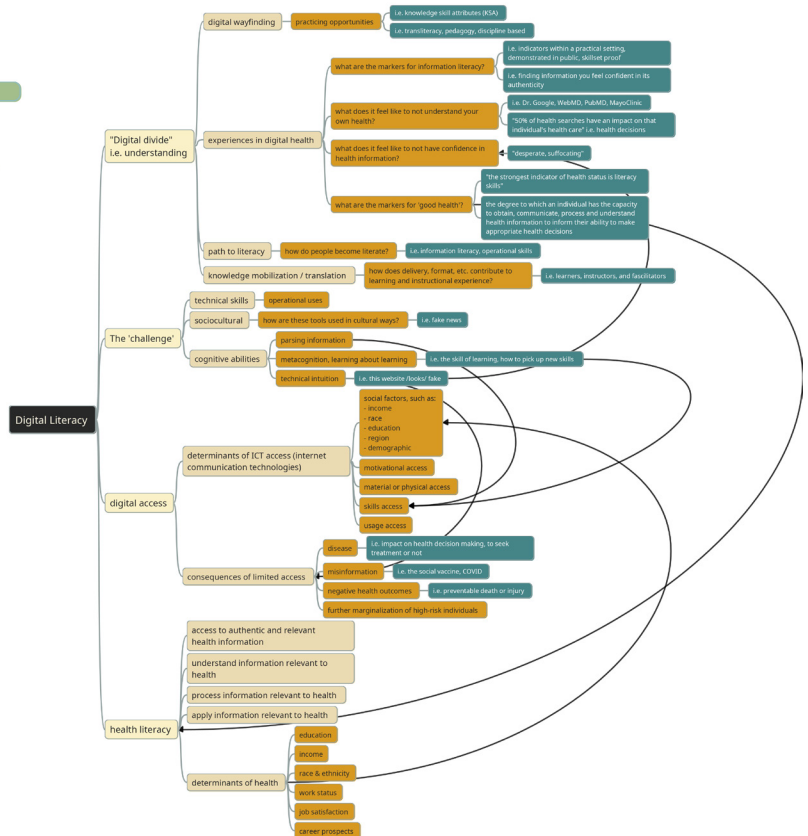 digital wayfinding
practicing opportunities
i.e. knowledge skill attributes (KSA)
i.e. transliteracy, pedagogy, discipline based
"Digital divide"
i.e. understanding
experiences in digital health
what are the markers for information literacy?
i.e. indicators within a practical setting,
demonstrated in public, skillset proof
i.e. finding information you feel confident in its
authenticity
what does it feel like to not understand your
own health?
i.e. Dr. Google, WebMD, PubMD, MayoClinic
"50% of health searches have an impact on that
individual's health care" i.e. health decisions
what does it feel like to not have confidence in
health information?
"desperate, suffocating"
what are the markers for 'good health'?
"the strongest indicator of health status is literacy
skills"
the degree to which an individual has the capacity
to obtain, communicate, process and understand
health information to inform their ability to make
appropriate health decisions
path to literacy
how do people become literate?
i.e. information literacy, operational skills
knowledge mobilization / translation
how does delivery, format, etc. contribute to
learning and instructional experience?
i.e. learners, instructors, and fascilitators
The 'challenge'
technical skills
operational uses
sociocultural
how are these tools used in cultural ways?
i.e. fake news
cognitive abilities
parsing information
metacognition, learning about learning
i.e. the skill of learning, how to pick up new skills
technical intuition
i.e. this website /looks/ fake
Digital Literacy
digital access
determinants of ICT access (internet
communication technologies)
social factors, such as:
- income
- race
- education
- region
- demographic
motivational access
material or physical access
skills access
usage access
consequences of limited access
disease
i.e. impact on health decision making, to seek
treatment or not
misinformation
i.e. the social vaccine, COVID
negative health outcomes
i.e. preventable death or injury
further marginalization of high-risk individuals
health literacy
access to authentic and relevant
health information
understand information relevant to
health
process information relevant to health
apply information relevant to health
determinants of health
education
income
race & ethnicity
work status
job satisfaction
career prospects